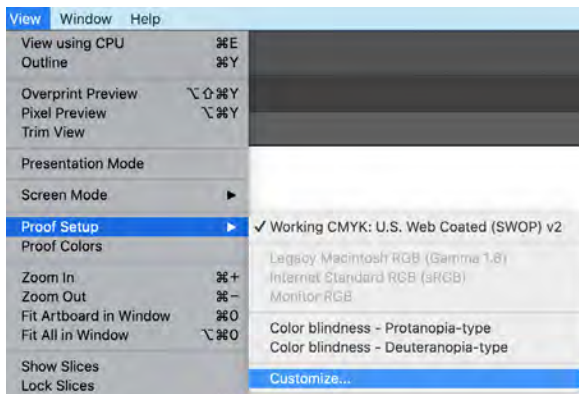 View Window Help
View using CPU ⌘E
Outline ⌘Y
Overprint Preview ⌥⇧⌘Y
Pixel Preview ⌥⌘Y
Trim View
Presentation Mode
Screen Mode ▶
Proof Setup ▶
✓ Working CMYK: U.S. Web Coated (SWOP) v2
Proof Colors
Legacy Macintosh RGB (Gamma 1.8)
Internet Standard RGB (sRGB)
Zoom In ⌘+
Monitor RGB
Zoom Out ⌘−
Fit Artboard in Window ⌘0
Color blindness - Protanopia-type
Fit All in Window ⌥⌘0
Color blindness - Deuteranopia-type
Show Slices
Customize...
Lock Slices